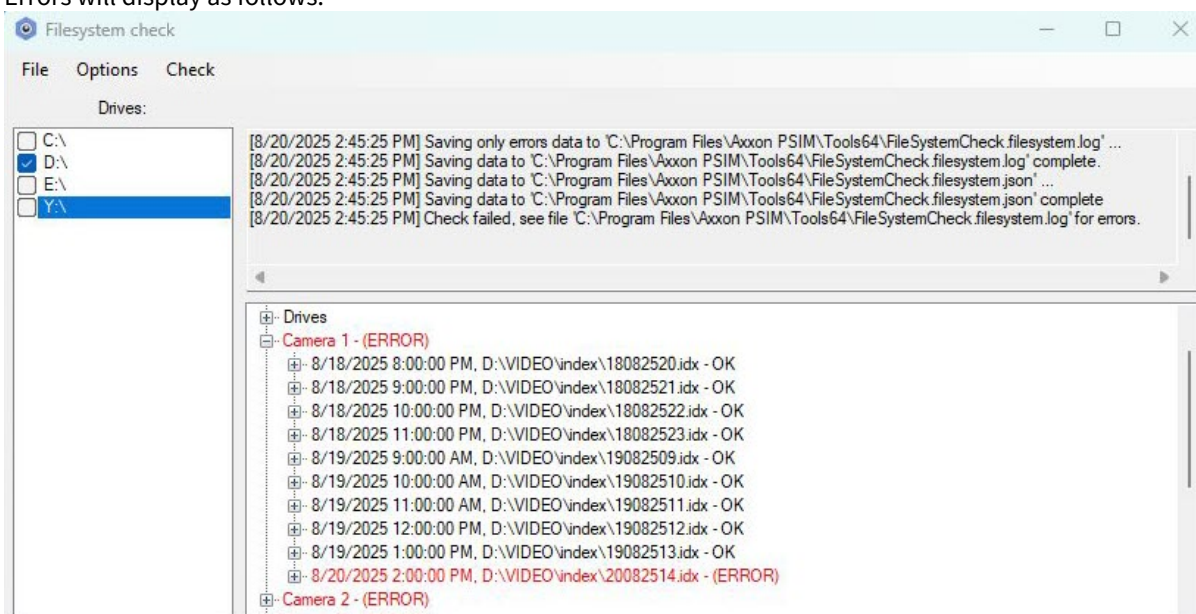 Errors will display as follows:
Filesystem check
File Options Check
Drives:
C:\
D:\
E:\
Y:\
[8/20/2025 2:45:25 PM] Saving only errors data to 'C:\Program Files\Axxon PSIM\Tools64\FileSystemCheck.filesystem.log' ...
[8/20/2025 2:45:25 PM] Saving data to 'C:\Program Files\Axxon PSIM\Tools64\FileSystemCheck.filesystem.log' complete.
[8/20/2025 2:45:25 PM] Saving data to 'C:\Program Files\Axxon PSIM\Tools64\FileSystemCheck.filesystem.json' ...
[8/20/2025 2:45:25 PM] Saving data to 'C:\Program Files\Axxon PSIM\Tools64\FileSystemCheck.filesystem.json' complete
[8/20/2025 2:45:25 PM] Check failed, see file 'C:\Program Files\Axxon PSIM\Tools64\FileSystemCheck.filesystem.log' for errors.
Drives
Camera 1 - (ERROR)
8/18/2025 8:00:00 PM, D:\VIDEO\index\18082520.idx - OK
8/18/2025 9:00:00 PM, D:\VIDEO\index\18082521.idx - OK
8/18/2025 10:00:00 PM, D:\VIDEO\index\18082522.idx - OK
8/18/2025 11:00:00 PM, D:\VIDEO\index\18082523.idx - OK
8/19/2025 9:00:00 AM, D:\VIDEO\index\19082509.idx - OK
8/19/2025 10:00:00 AM, D:\VIDEO\index\19082510.idx - OK
8/19/2025 11:00:00 AM, D:\VIDEO\index\19082511.idx - OK
8/19/2025 12:00:00 PM, D:\VIDEO\index\19082512.idx - OK
8/19/2025 1:00:00 PM, D:\VIDEO\index\19082513.idx - OK
8/20/2025 2:00:00 PM, D:\VIDEO\index\20082514.idx - (ERROR)
Camera 2 - (ERROR)